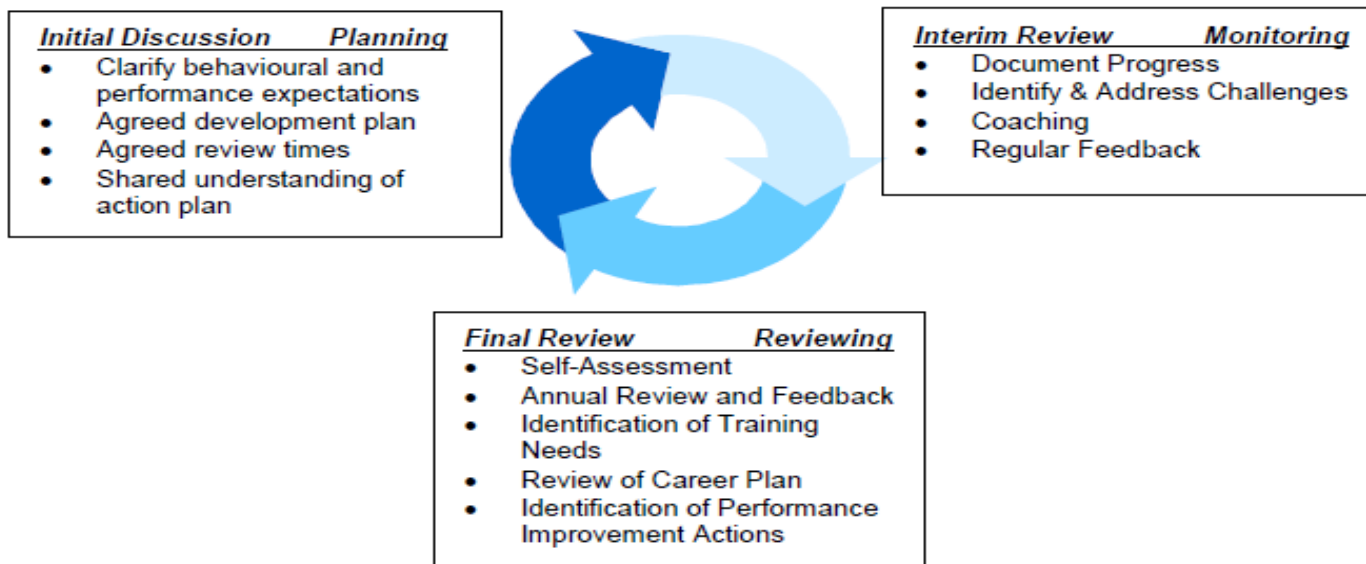 Initial Discussion Planning
• Clarify behavioural and
performance expectations
• Agreed development plan
• Agreed review times
• Shared understanding of
action plan
Interim Review Monitoring
• Document Progress
• Identify & Address Challenges
• Coaching
• Regular Feedback
Final Review Reviewing
• Self-Assessment
• Annual Review and Feedback
• Identification of Training
Needs
• Review of Career Plan
• Identification of Performance
Improvement Actions